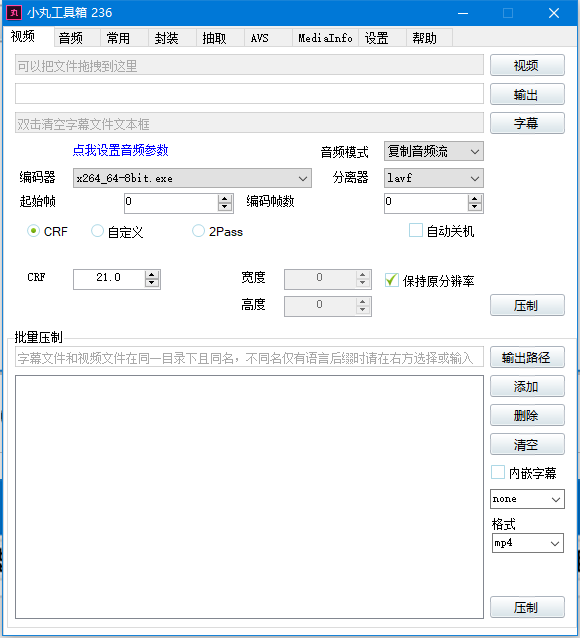 小丸工具箱 236
视频 音频 常用 封装 抽取 AVS MediaInfo 设置 帮助
可以把文件拖拽到这里 视频
输出
双击清空字幕文件文本框 字幕
点我设置音频参数 音频模式 复制音频流
编码器 x264_64-8bit.exe 分离器 lavf
起始帧 0 编码帧数 0
CRF 自定义 2Pass 自动关机
CRF 21.0 宽度 0 保持原分辨率
高度 0 压制
批量压制
字幕文件和视频文件在同一目录下且同名，不同名仅有语言后缀时请在右方选择或输入 输出路径
添加
删除
清空
内嵌字幕
none
格式
mp4
压制